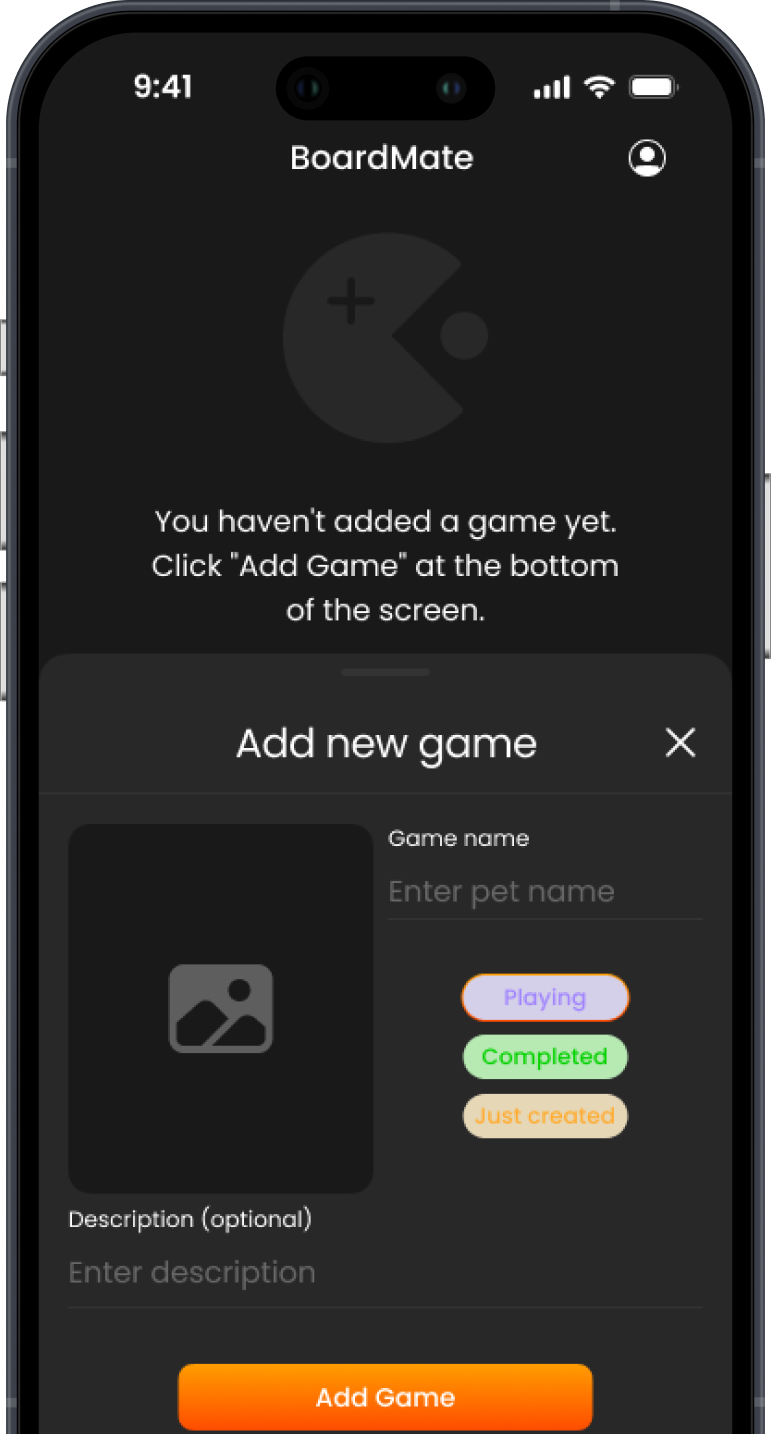 9:41
BoardMate
You haven't added a game yet.
Click "Add Game" at the bottom
of the screen.
Add new game
Game name
Enter pet name
Playing
Completed
Just created
Description (optional)
Enter description
Add Game